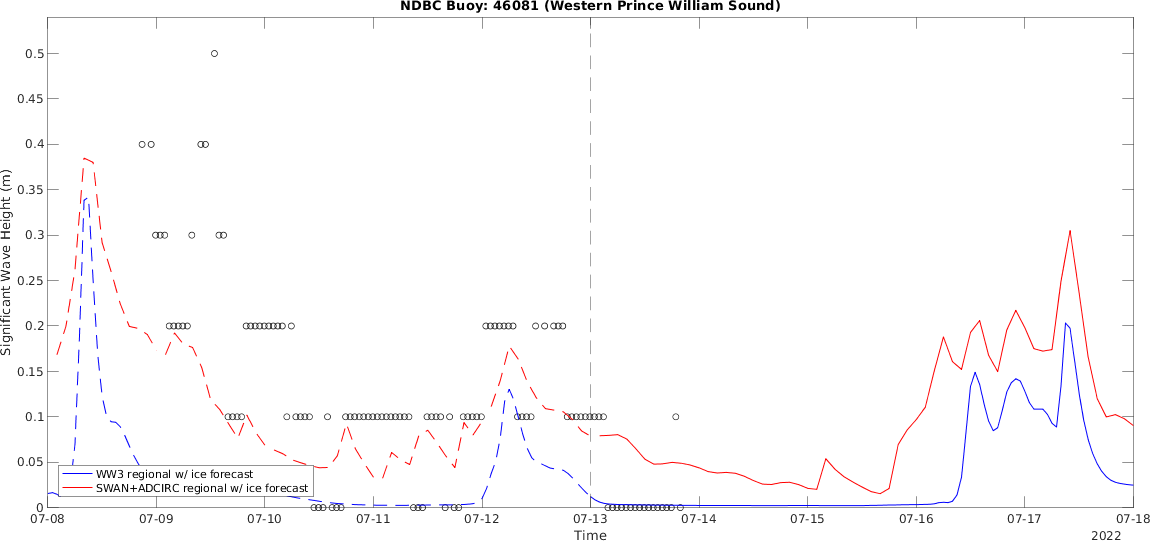 NDBC Buoy: 46081 (Western Prince William Sound)
Significant Wave Height (m)
0.5
0.45
0.4
0.35
0.3
0.25
0.2
0.15
0.1
0.05
0
WW3 regional w/ ice forecast
SWAN+ADCIRC regional w/ ice forecast
07-08 07-09 07-10 07-11 07-12 07-13 07-14 07-15 07-16 07-17 07-18
Time
2022